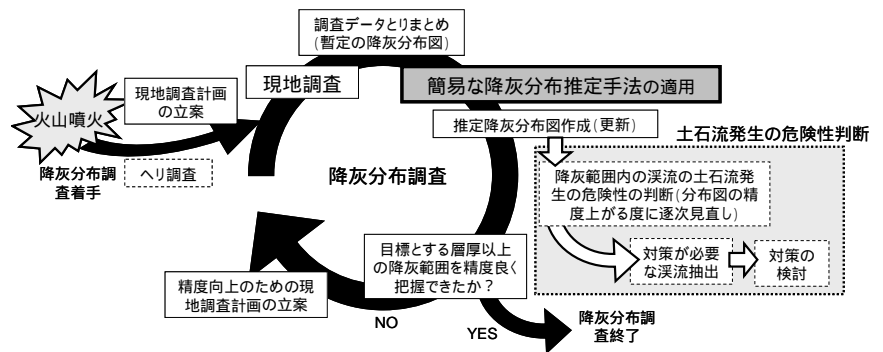 調査データとりまとめ
(暫定の降灰分布図)
現地調査
簡易な降灰分布推定手法の適用
現地調査計画
の立案
火山噴火
推定降灰分布図作成(更新)
土石流発生の危険性判断
降灰分布調
査着手
ヘリ調査
降灰分布調査
降灰範囲内の渓流の土石流発
生の危険性の判断(分布図の精
度上がる度に逐次見直し)
目標とする層厚以上
の降灰範囲を精度良く
把握できたか？
対策が必要
な渓流抽出
対策の
検討
精度向上のための現
地調査計画の立案
NO
YES
降灰分布調
査終了